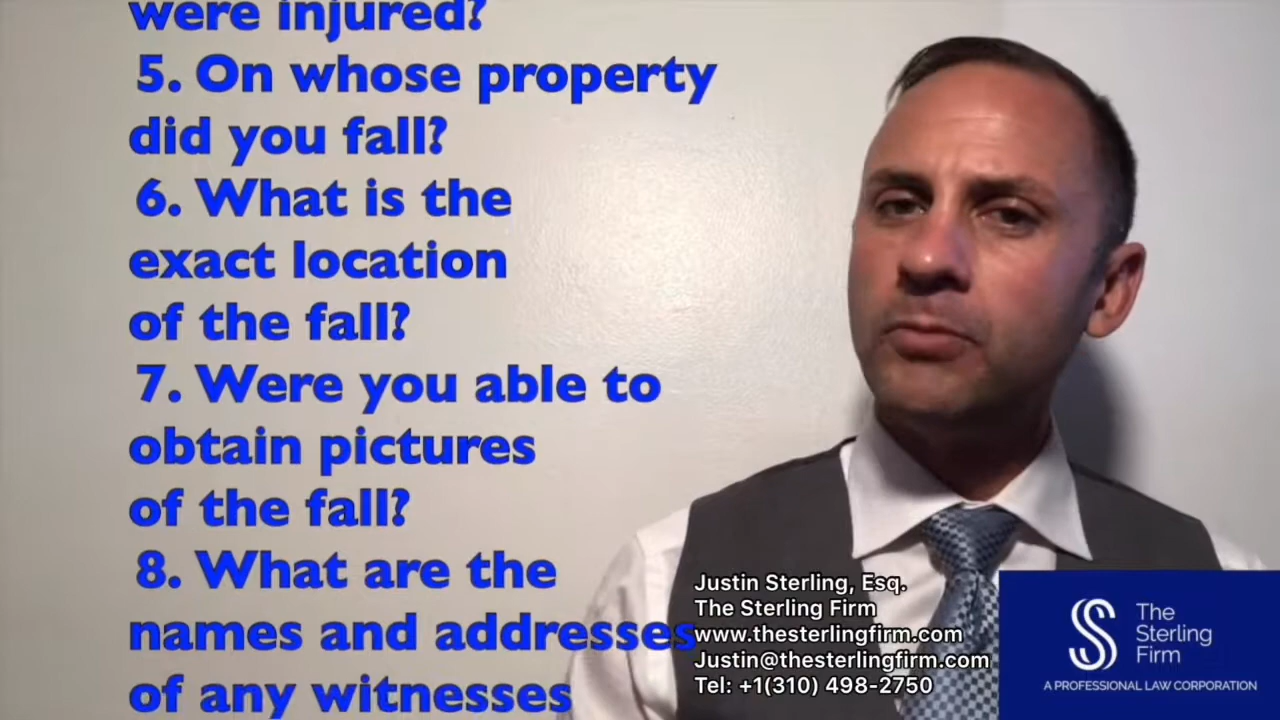 were injured?
5. On whose property
did you fall?
6. What is the
exact location
of the fall?
7. Were you able to
obtain pictures
of the fall?
8. What are the
names and addresses
of any witnesses
Justin Sterling, Esq.
The Sterling Firm
www.thesterlingfirm.com
Justin@thesterlingfirm.com
Tel: +1(310) 498-2750
The
Sterling
Firm
A PROFESSIONAL LAW CORPORATION